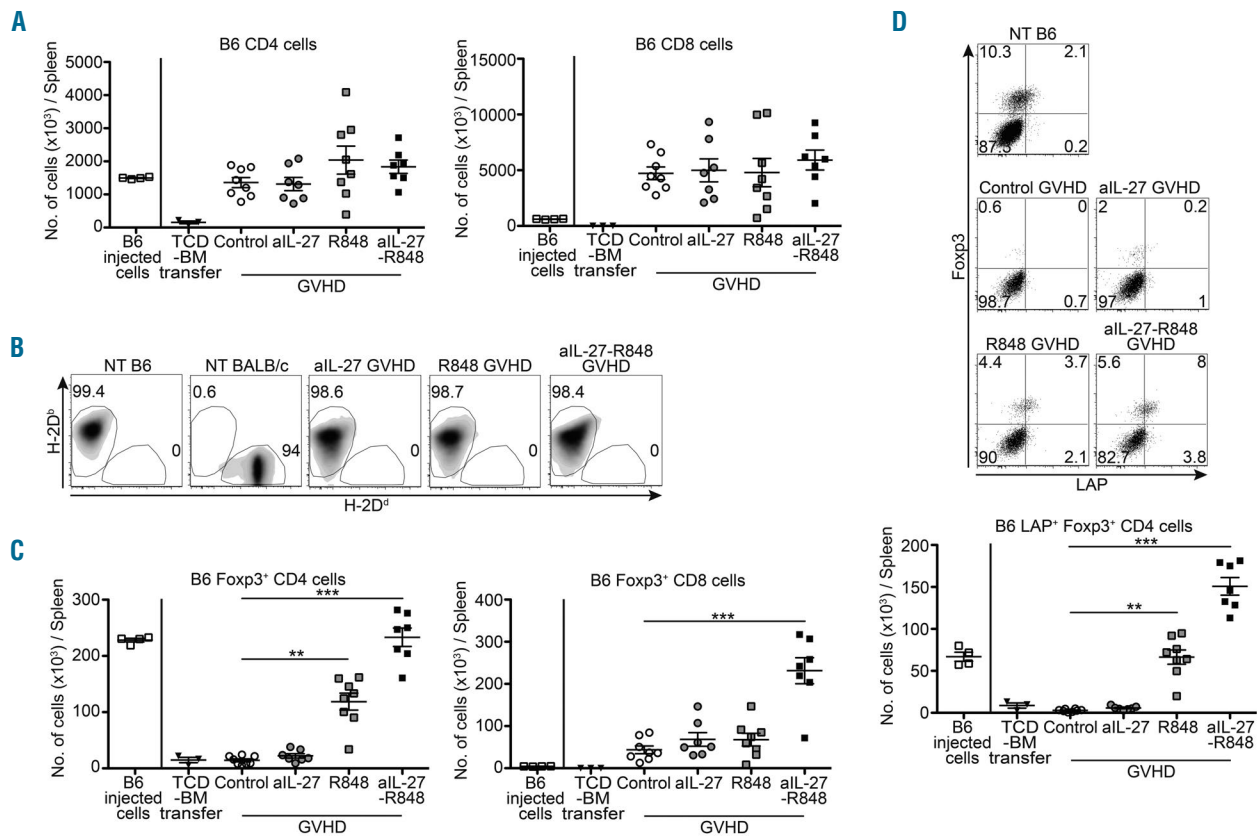 A
B6 CD4 cells
No. of cells (x10³) / Spleen
5000
4000
3000
2000
1000
0
B6 injected cells
TCD -BM transfer
Control
aIL-27
R848
aIL-27 -R848
GVHD
B6 CD8 cells
No. of cells (x10³) / Spleen
15000
10000
5000
0
B6 injected cells
TCD -BM transfer
Control
aIL-27
R848
aIL-27 -R848
GVHD
B
NT B6
99.4
0
NT BALB/c
0.6
94
aIL-27 GVHD
98.6
0
R848 GVHD
98.7
0
aIL-27-R848 GVHD
98.4
0
H-2Dᵇ
H-2Dᵈ
C
B6 Foxp3⁺ CD4 cells
No. of cells (x10³) / Spleen
300
200
100
0
***
**
B6 injected cells
TCD -BM transfer
Control
aIL-27
R848
aIL-27 -R848
GVHD
B6 Foxp3⁺ CD8 cells
No. of cells (x10³) / Spleen
400
300
200
100
0
***
B6 injected cells
TCD -BM transfer
Control
aIL-27
R848
aIL-27 -R848
GVHD
D
NT B6
10.3 2.1
87.5 0.2
Control GVHD
0.6 0
98.7 0.7
aIL-27 GVHD
2 0.2
97 1
R848 GVHD
4.4 3.7
90 2.1
aIL-27-R848 GVHD
5.6 8
82.7 3.8
Foxp3
LAP
B6 LAP⁺ Foxp3⁺ CD4 cells
No. of cells (x10³) / Spleen
200
150
100
50
0
***
**
B6 injected cells
TCD -BM transfer
Control
aIL-27
R848
aIL-27 -R848
GVHD